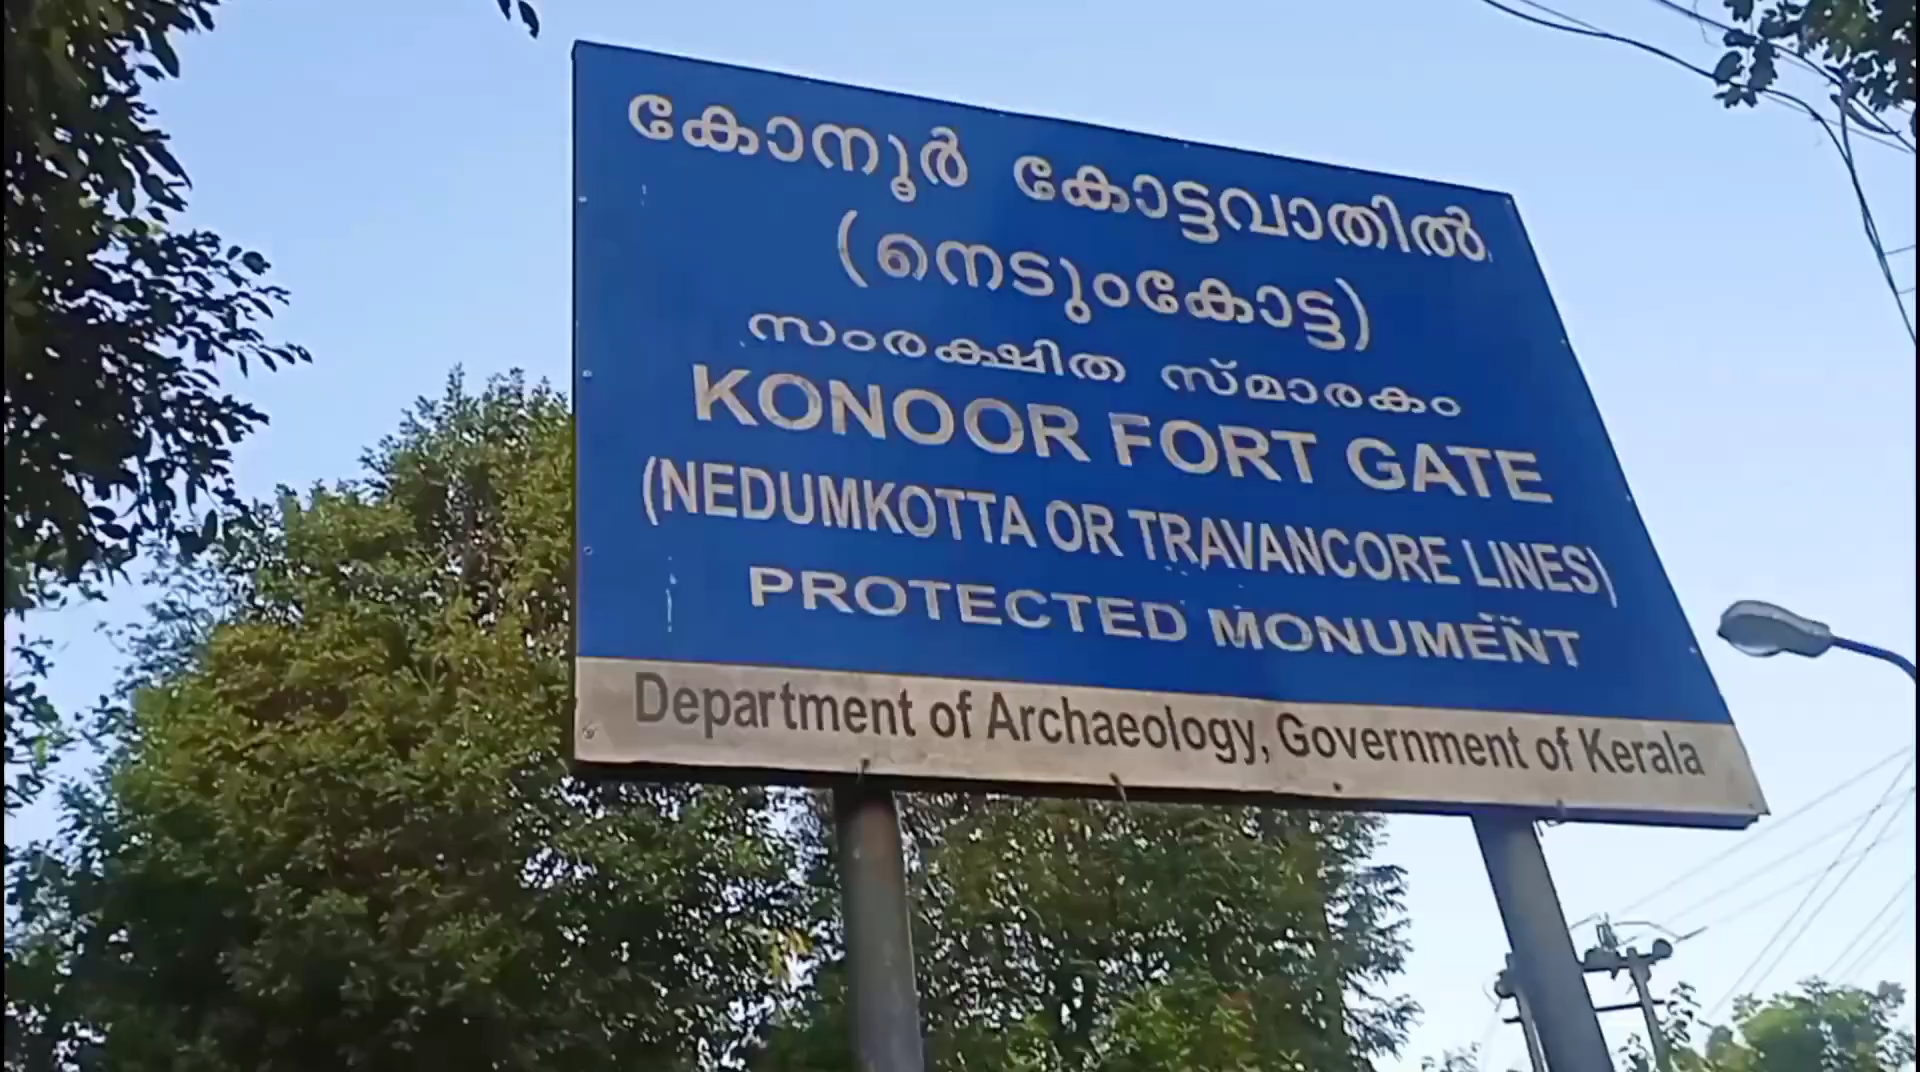 കോനൂർ കോട്ടവാതിൽ
(നെടുംകോട്ട)
സംരക്ഷിത സ്മാരകം
KONOOR FORT GATE
(NEDUMKOTTA OR TRAVANCORE LINES)
PROTECTED MONUMENT
Department of Archaeology, Government of Kerala